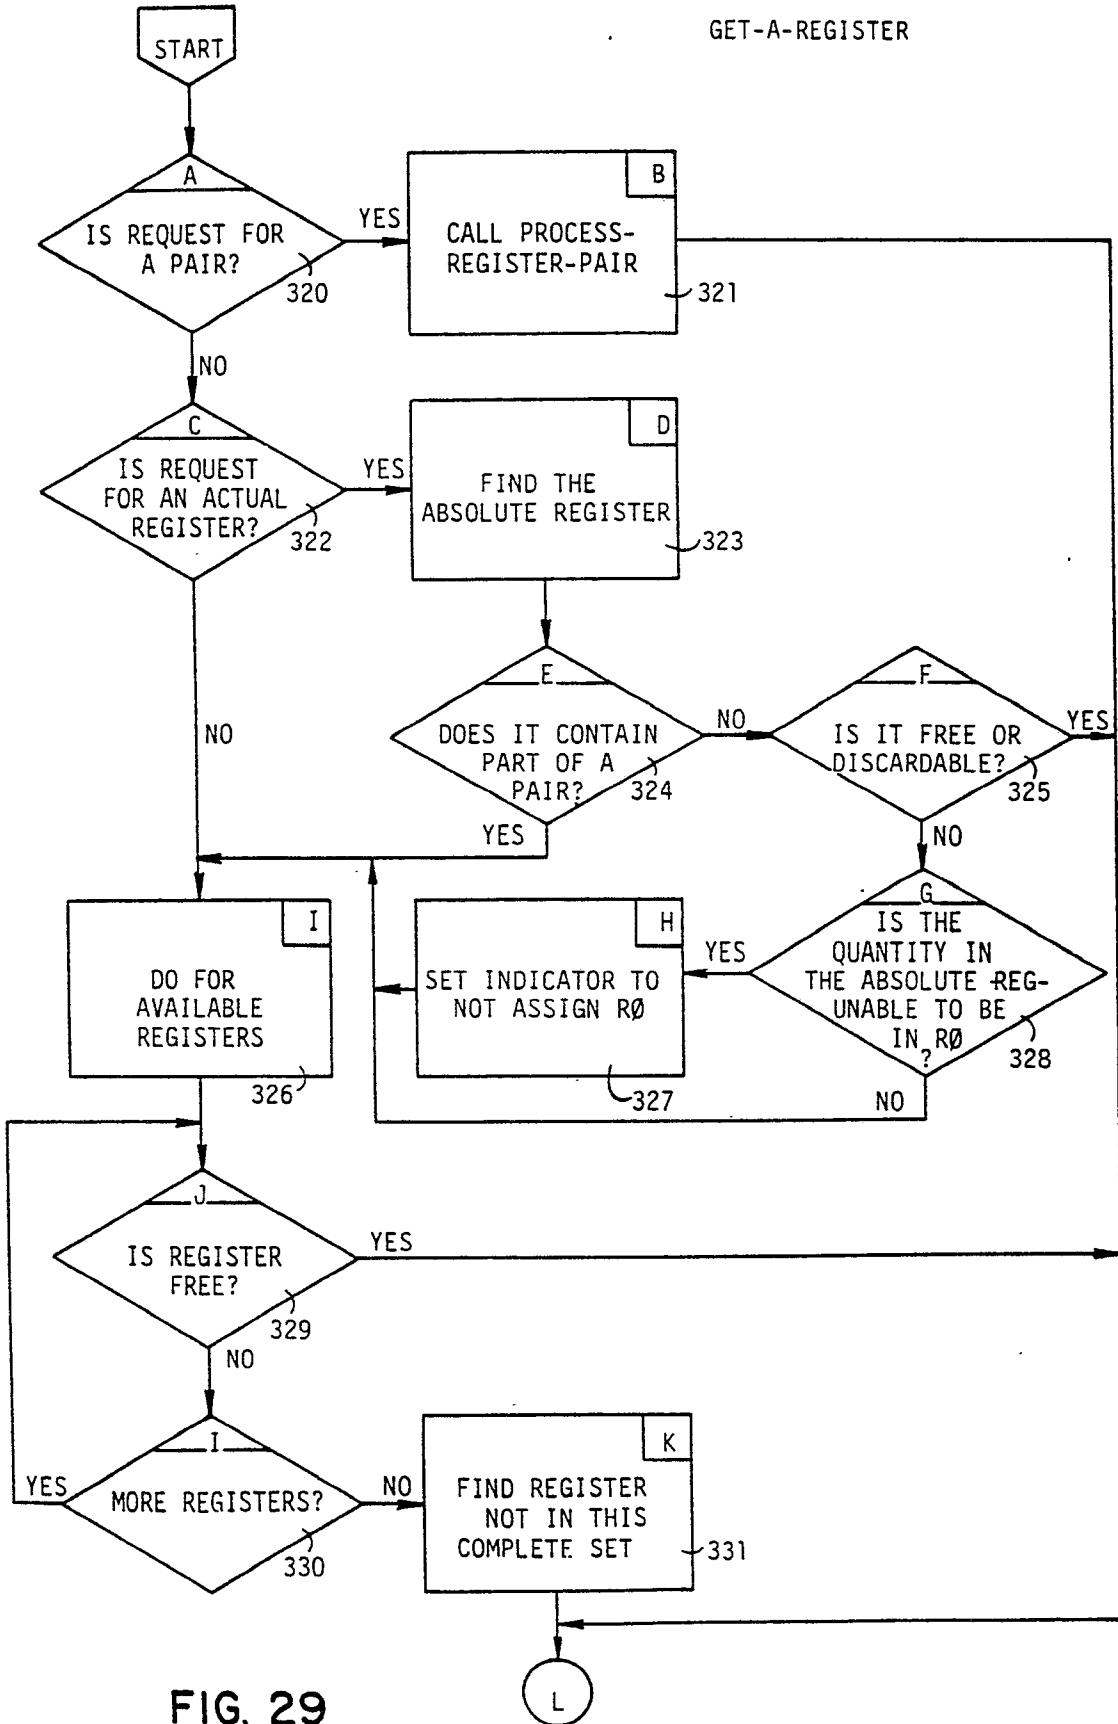 GET-A-REGISTER
START
A
IS REQUEST FOR
A PAIR?
320
YES
NO
B
CALL PROCESS-
REGISTER-PAIR
321
C
IS REQUEST
FOR AN ACTUAL
REGISTER?
322
YES
NO
D
FIND THE
ABSOLUTE REGISTER
323
E
DOES IT CONTAIN
PART OF A
PAIR?
324
NO
YES
F
IS IT FREE OR
DISCARDABLE?
325
YES
NO
G
IS THE
QUANTITY IN
THE ABSOLUTE REG-
UNABLE TO BE
IN RØ
?
328
YES
NO
H
SET INDICATOR TO
NOT ASSIGN RØ
327
I
DO FOR
AVAILABLE
REGISTERS
326
J
IS REGISTER
FREE?
329
YES
NO
I
MORE REGISTERS?
330
YES
NO
K
FIND REGISTER
NOT IN THIS
COMPLETE SET
331
L
FIG. 29